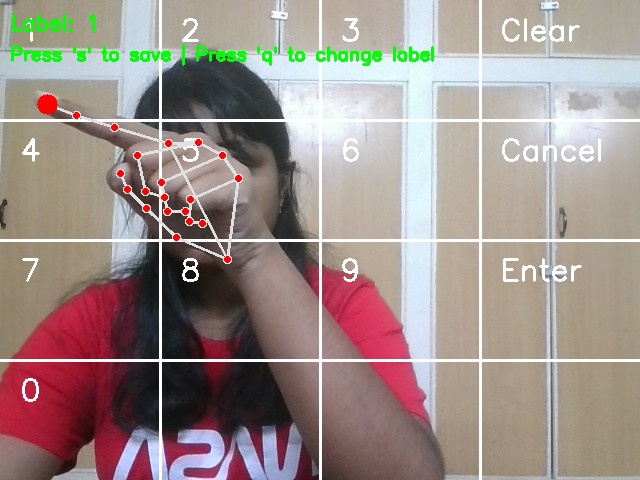 Label: 1
1 2 3 Clear
Press 's' to save | Press 'q' to change label
4 5 6 Cancel
7 8 9 Enter
0